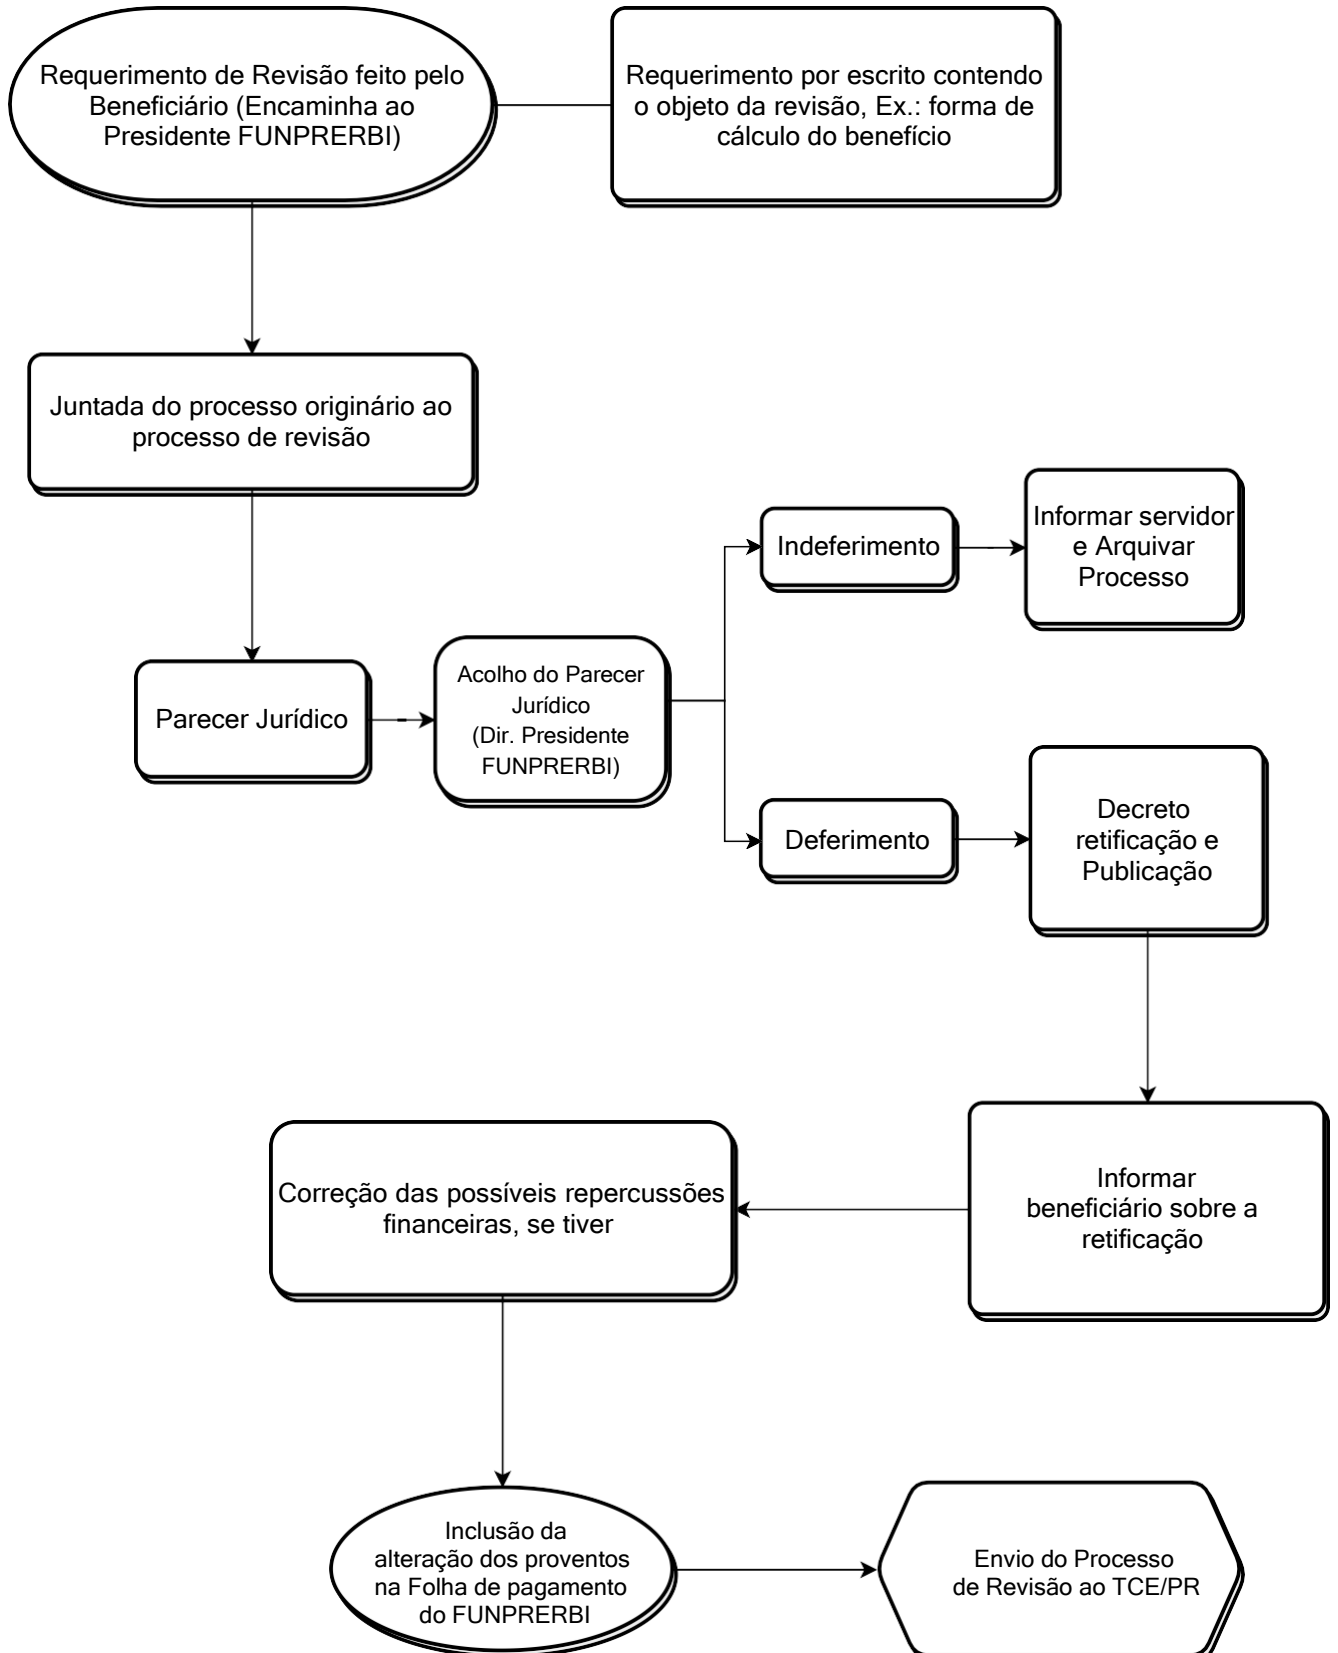 Requerimento de Revisão feito pelo
Beneficiário (Encaminha ao
Presidente FUNPRERBI)
Requerimento por escrito contendo
o objeto da revisão, Ex.: forma de
cálculo do benefício
Juntada do processo originário ao
processo de revisão
Indeferimento
Informar servidor
e Arquivar
Processo
Parecer Jurídico
Acolho do Parecer
Jurídico
(Dir. Presidente
FUNPRERBI)
Deferimento
Decreto
retificação e
Publicação
Informar
beneficiário sobre a
retificação
Correção das possíveis repercussões
financeiras, se tiver
Inclusão da
alteração dos proventos
na Folha de pagamento
do FUNPRERBI
Envio do Processo
de Revisão ao TCE/PR